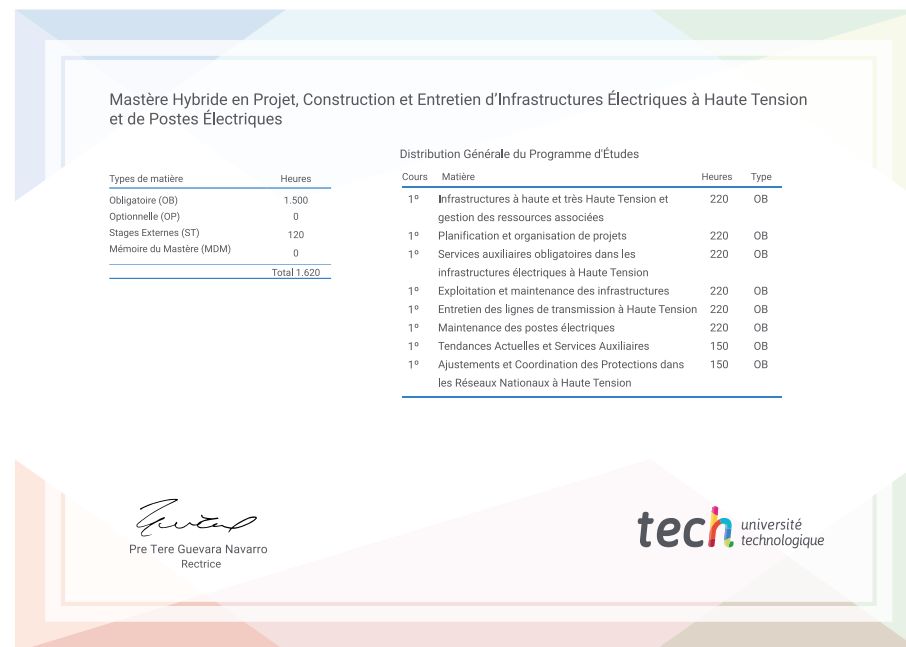 Mastère Hybride en Projet, Construction et Entretien d'Infrastructures Électriques à Haute Tension
et de Postes Électriques
Types de matière Heures
Obligatoire (OB) 1.500
Optionnelle (OP) 0
Stages Externes (ST) 120
Mémoire du Mastère (MDM) 0
Total 1.620
Distribution Générale du Programme d'Études
Cours Matière Heures Type
1º Infrastructures à haute et très Haute Tension et 220 OB
gestion des ressources associées
1º Planification et organisation de projets 220 OB
1º Services auxiliaires obligatoires dans les 220 OB
infrastructures électriques à Haute Tension
1º Exploitation et maintenance des infrastructures 220 OB
1º Entretien des lignes de transmission à Haute Tension 220 OB
1º Maintenance des postes électriques 220 OB
1º Tendances Actuelles et Services Auxiliaires 150 OB
1º Ajustements et Coordination des Protections dans 150 OB
les Réseaux Nationaux à Haute Tension
Pre Tere Guevara Navarro
Rectrice
tech université
technologique